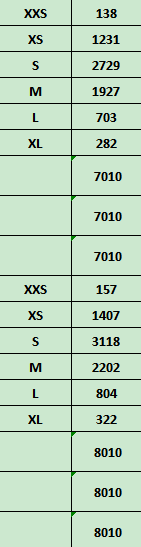 XXS 138
XS 1231
S 2729
M 1927
L 703
XL 282
7010
7010
7010
XXS 157
XS 1407
S 3118
M 2202
L 804
XL 322
8010
8010
8010